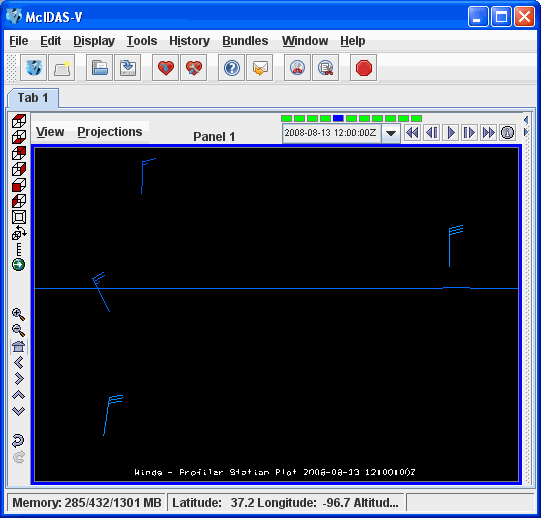 McIDAS-V
File Edit Display Tools History Bundles Window Help
Tab 1
View Projections Panel 1 2008-08-13 12:00:00Z
Winds - Profiler Station Plot 2008-08-13 12:00:00Z
Memory: 285/432/1301 MB Latitude: 37.2 Longitude: -96.7 Altitud...